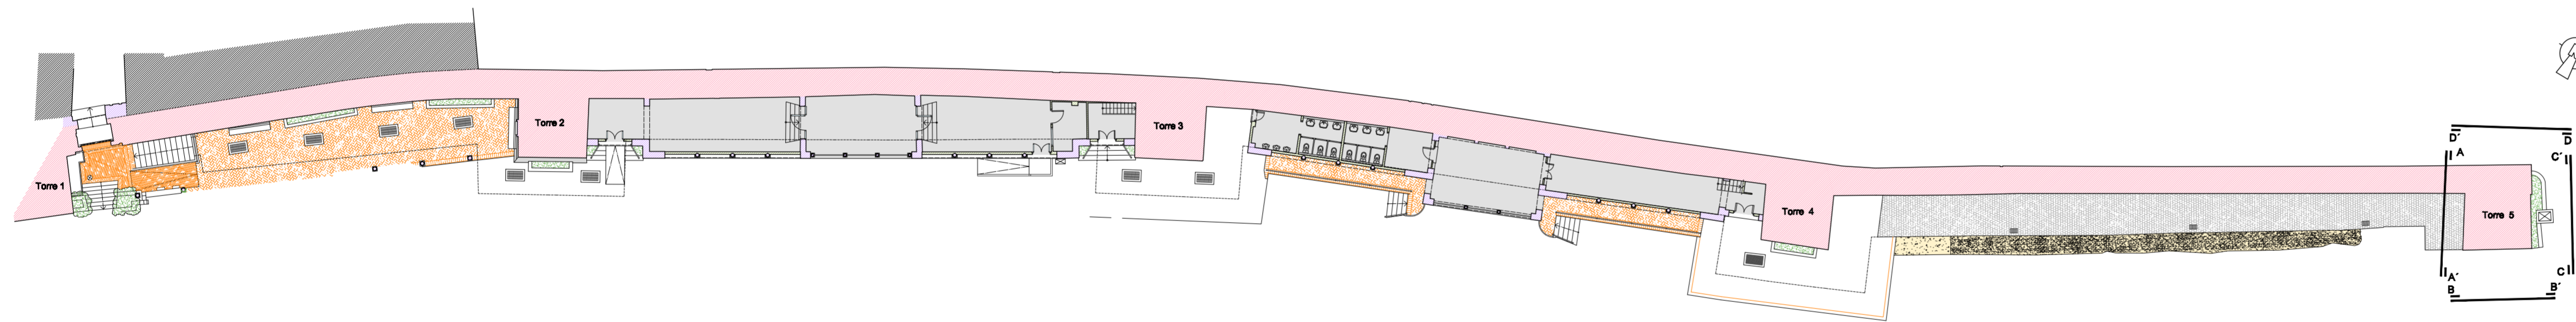 Torre 1
Torre 2
Torre 3
Torre 4
Torre 5
D´
D
A
C´
A´
C
B
B´